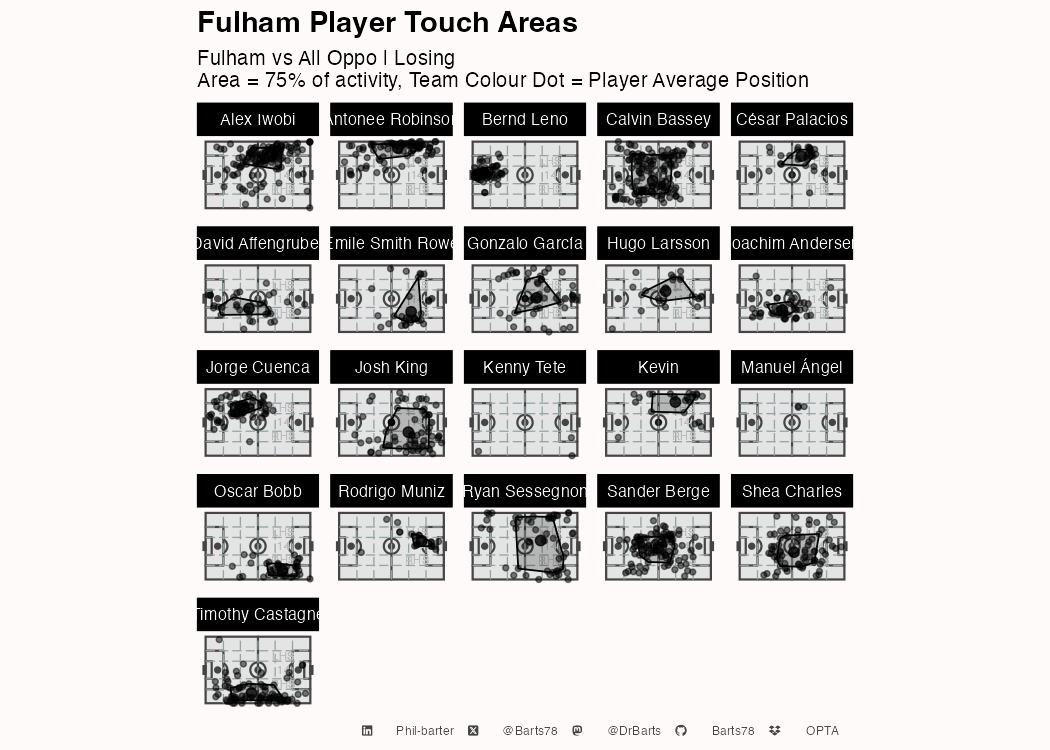 Fulham Player Touch Areas
Fulham vs All Oppo | Losing
Area = 75% of activity, Team Colour Dot = Player Average Position
Alex Iwobi
Antonee Robinson
Bernd Leno
Calvin Bassey
César Palacios
David Affengrube
Emile Smith Rowe
Gonzalo García
Hugo Larsson
oachim Andersen
Jorge Cuenca
Josh King
Kenny Tete
Kevin
Manuel Ángel
Oscar Bobb
Rodrigo Muniz
Ryan Sessegnon
Sander Berge
Shea Charles
Timothy Castagne
Phil-barter @Barts78 @DrBarts Barts78 OPTA